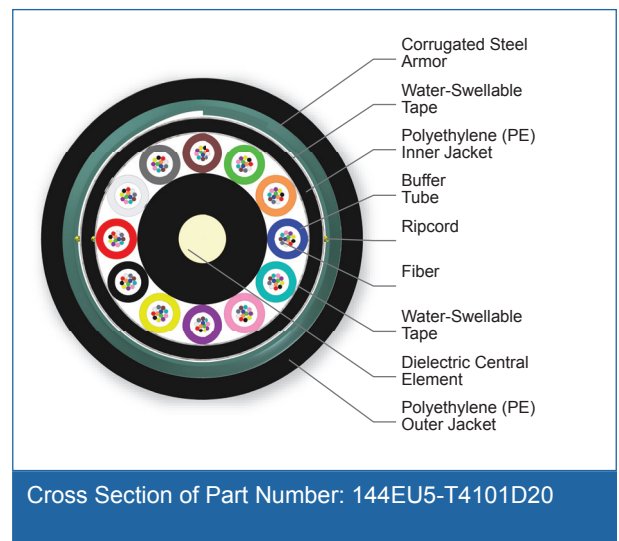 Corrugated Steel
Armor
Water-Swellable
Tape
Polyethylene (PE)
Inner Jacket
Buffer
Tube
Ripcord
Fiber
Water-Swellable
Tape
Dielectric Central
Element
Polyethylene (PE)
Outer Jacket
Cross Section of Part Number: 144EU5-T4101D20